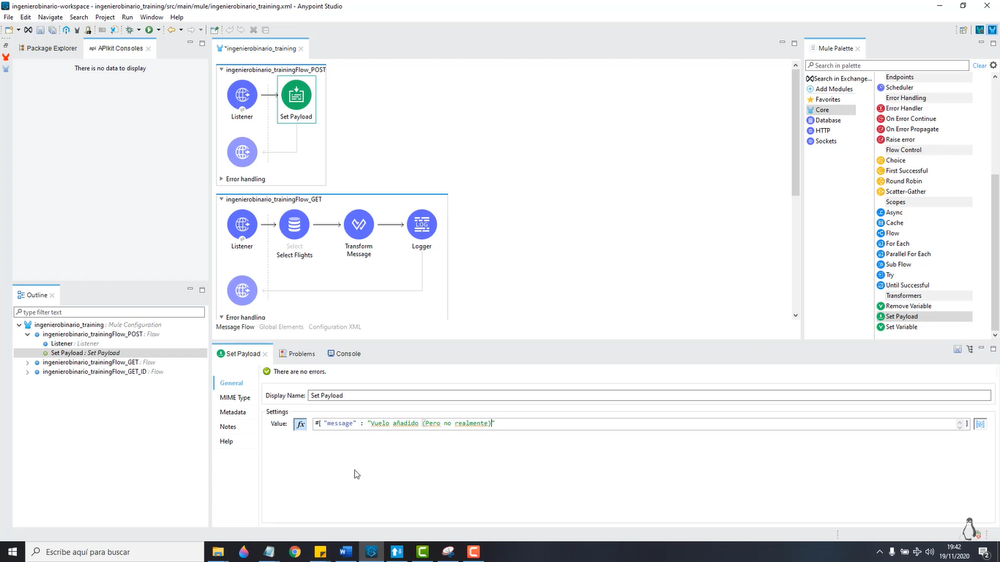 ingenierobinario-workspace - ingenierobinario_training/src/main/mule/ingenierobinario_training.xml - Anypoint Studio
File Edit Navigate Search Project Run Window Help
Package Explorer
api APIkit Consoles
There is no data to display
*ingenierobinario_training
ingenierobinario_trainingFlow_POST
Listener
Set Payload
Error handling
ingenierobinario_trainingFlow_GET
Listener
Select
Select Flights
Transform
Message
LOG
Logger
Error handling
Message Flow Global Elements Configuration XML
Mule Palette
Search in palette
Clear
Search in Exchange...
Add Modules
Favorites
Core
Database
HTTP
Sockets
Endpoints
Scheduler
Error Handling
Error Handler
On Error Continue
On Error Propagate
Raise error
Flow Control
Choice
First Successful
Round Robin
Scatter-Gather
Scopes
Async
Cache
Flow
For Each
Parallel For Each
Sub Flow
Try
Until Successful
Transformers
Remove Variable
Set Payload
Set Variable
Outline
type filter text
ingenierobinario_training : Mule Configuration
ingenierobinario_trainingFlow_POST : Flow
Listener : Listener
Set Payload : Set Payload
ingenierobinario_trainingFlow_GET : Flow
ingenierobinario_trainingFlow_GET_ID : Flow
Set Payload
Problems
Console
There are no errors.
General
MIME Type
Metadata
Notes
Help
Display Name: Set Payload
Settings
Value: fx #[ "message" : "Vuelo añadido (Pero no realmente)" ]
Escribe aquí para buscar
19:42
19/11/2020
2